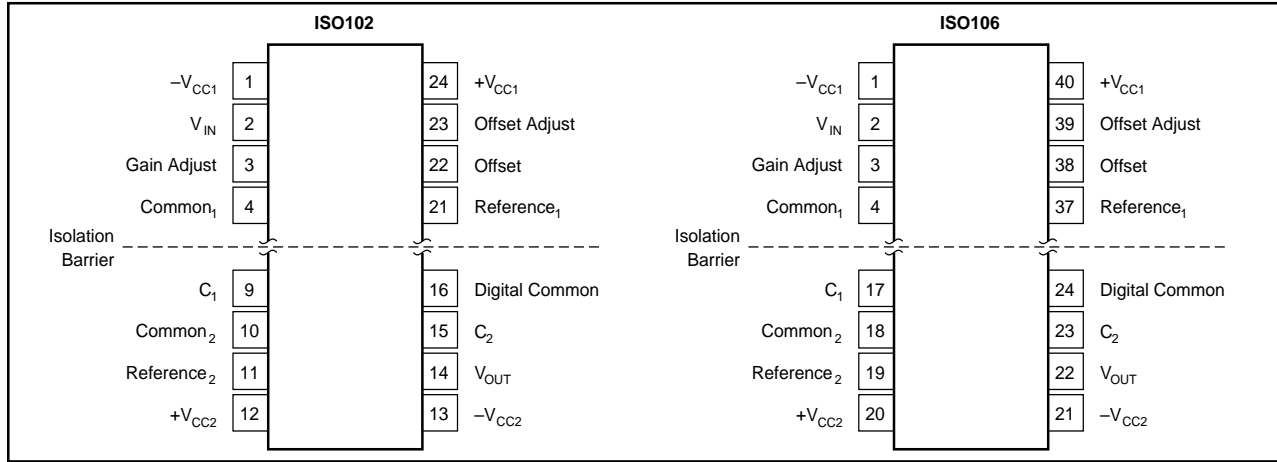 ISO102
–VCC1 1 24 +VCC1
VIN 2 23 Offset Adjust
Gain Adjust 3 22 Offset
Common1 4 21 Reference1
Isolation
Barrier
C1 9 16 Digital Common
Common2 10 15 C2
Reference2 11 14 VOUT
+VCC2 12 13 –VCC2
ISO106
–VCC1 1 40 +VCC1
VIN 2 39 Offset Adjust
Gain Adjust 3 38 Offset
Common1 4 37 Reference1
Isolation
Barrier
C1 17 24 Digital Common
Common2 18 23 C2
Reference2 19 22 VOUT
+VCC2 20 21 –VCC2